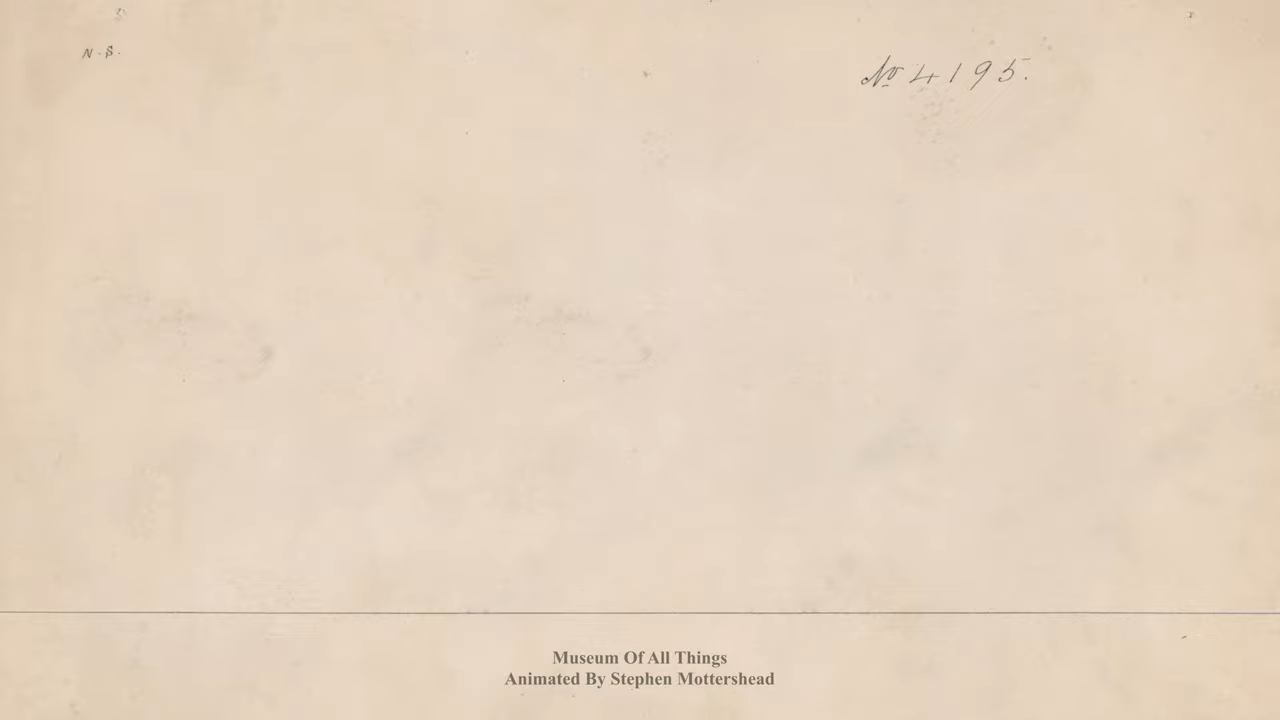 N.S.
No 4195.
Museum Of All Things
Animated By Stephen Mottershead